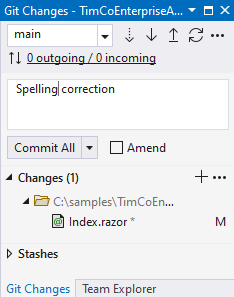 Git Changes - TimCoEnterpriseA...
main
0 outgoing / 0 incoming
Spelling correction
Commit All
Amend
Changes (1)
C:\samples\TimCoEn...
Index.razor *
M
Stashes
Git Changes Team Explorer